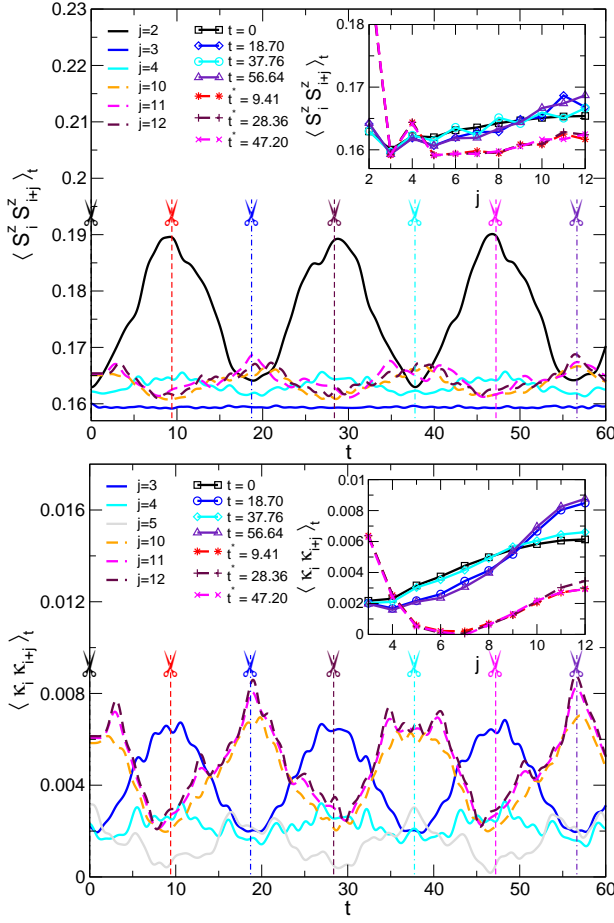 0.23
0.22
0.21
0.2
0.19
0.18
0.17
0.16
⟨ S^z_i S^z_{i+j} ⟩_t
j=2
j=3
j=4
j=10
j=11
j=12
t = 0
t = 18.70
t = 37.76
t = 56.64
t^* = 9.41
t^* = 28.36
t^* = 47.20
0.18
0.17
0.16
⟨ S^z_i S^z_{i+j} ⟩_t
2 4 6 8 10 12
j
0 10 20 30 40 50 60
t
0.016
0.012
0.008
0.004
0
⟨ κ_i κ_{i+j} ⟩_t
j=3
j=4
j=5
j=10
j=11
j=12
t = 0
t = 18.70
t = 37.76
t = 56.64
t^* = 9.41
t^* = 28.36
t^* = 47.20
0.01
0.008
0.006
0.004
0.002
0
⟨ κ_i κ_{i+j} ⟩_t
4 6 8 10 12
j
0 10 20 30 40 50 60
t